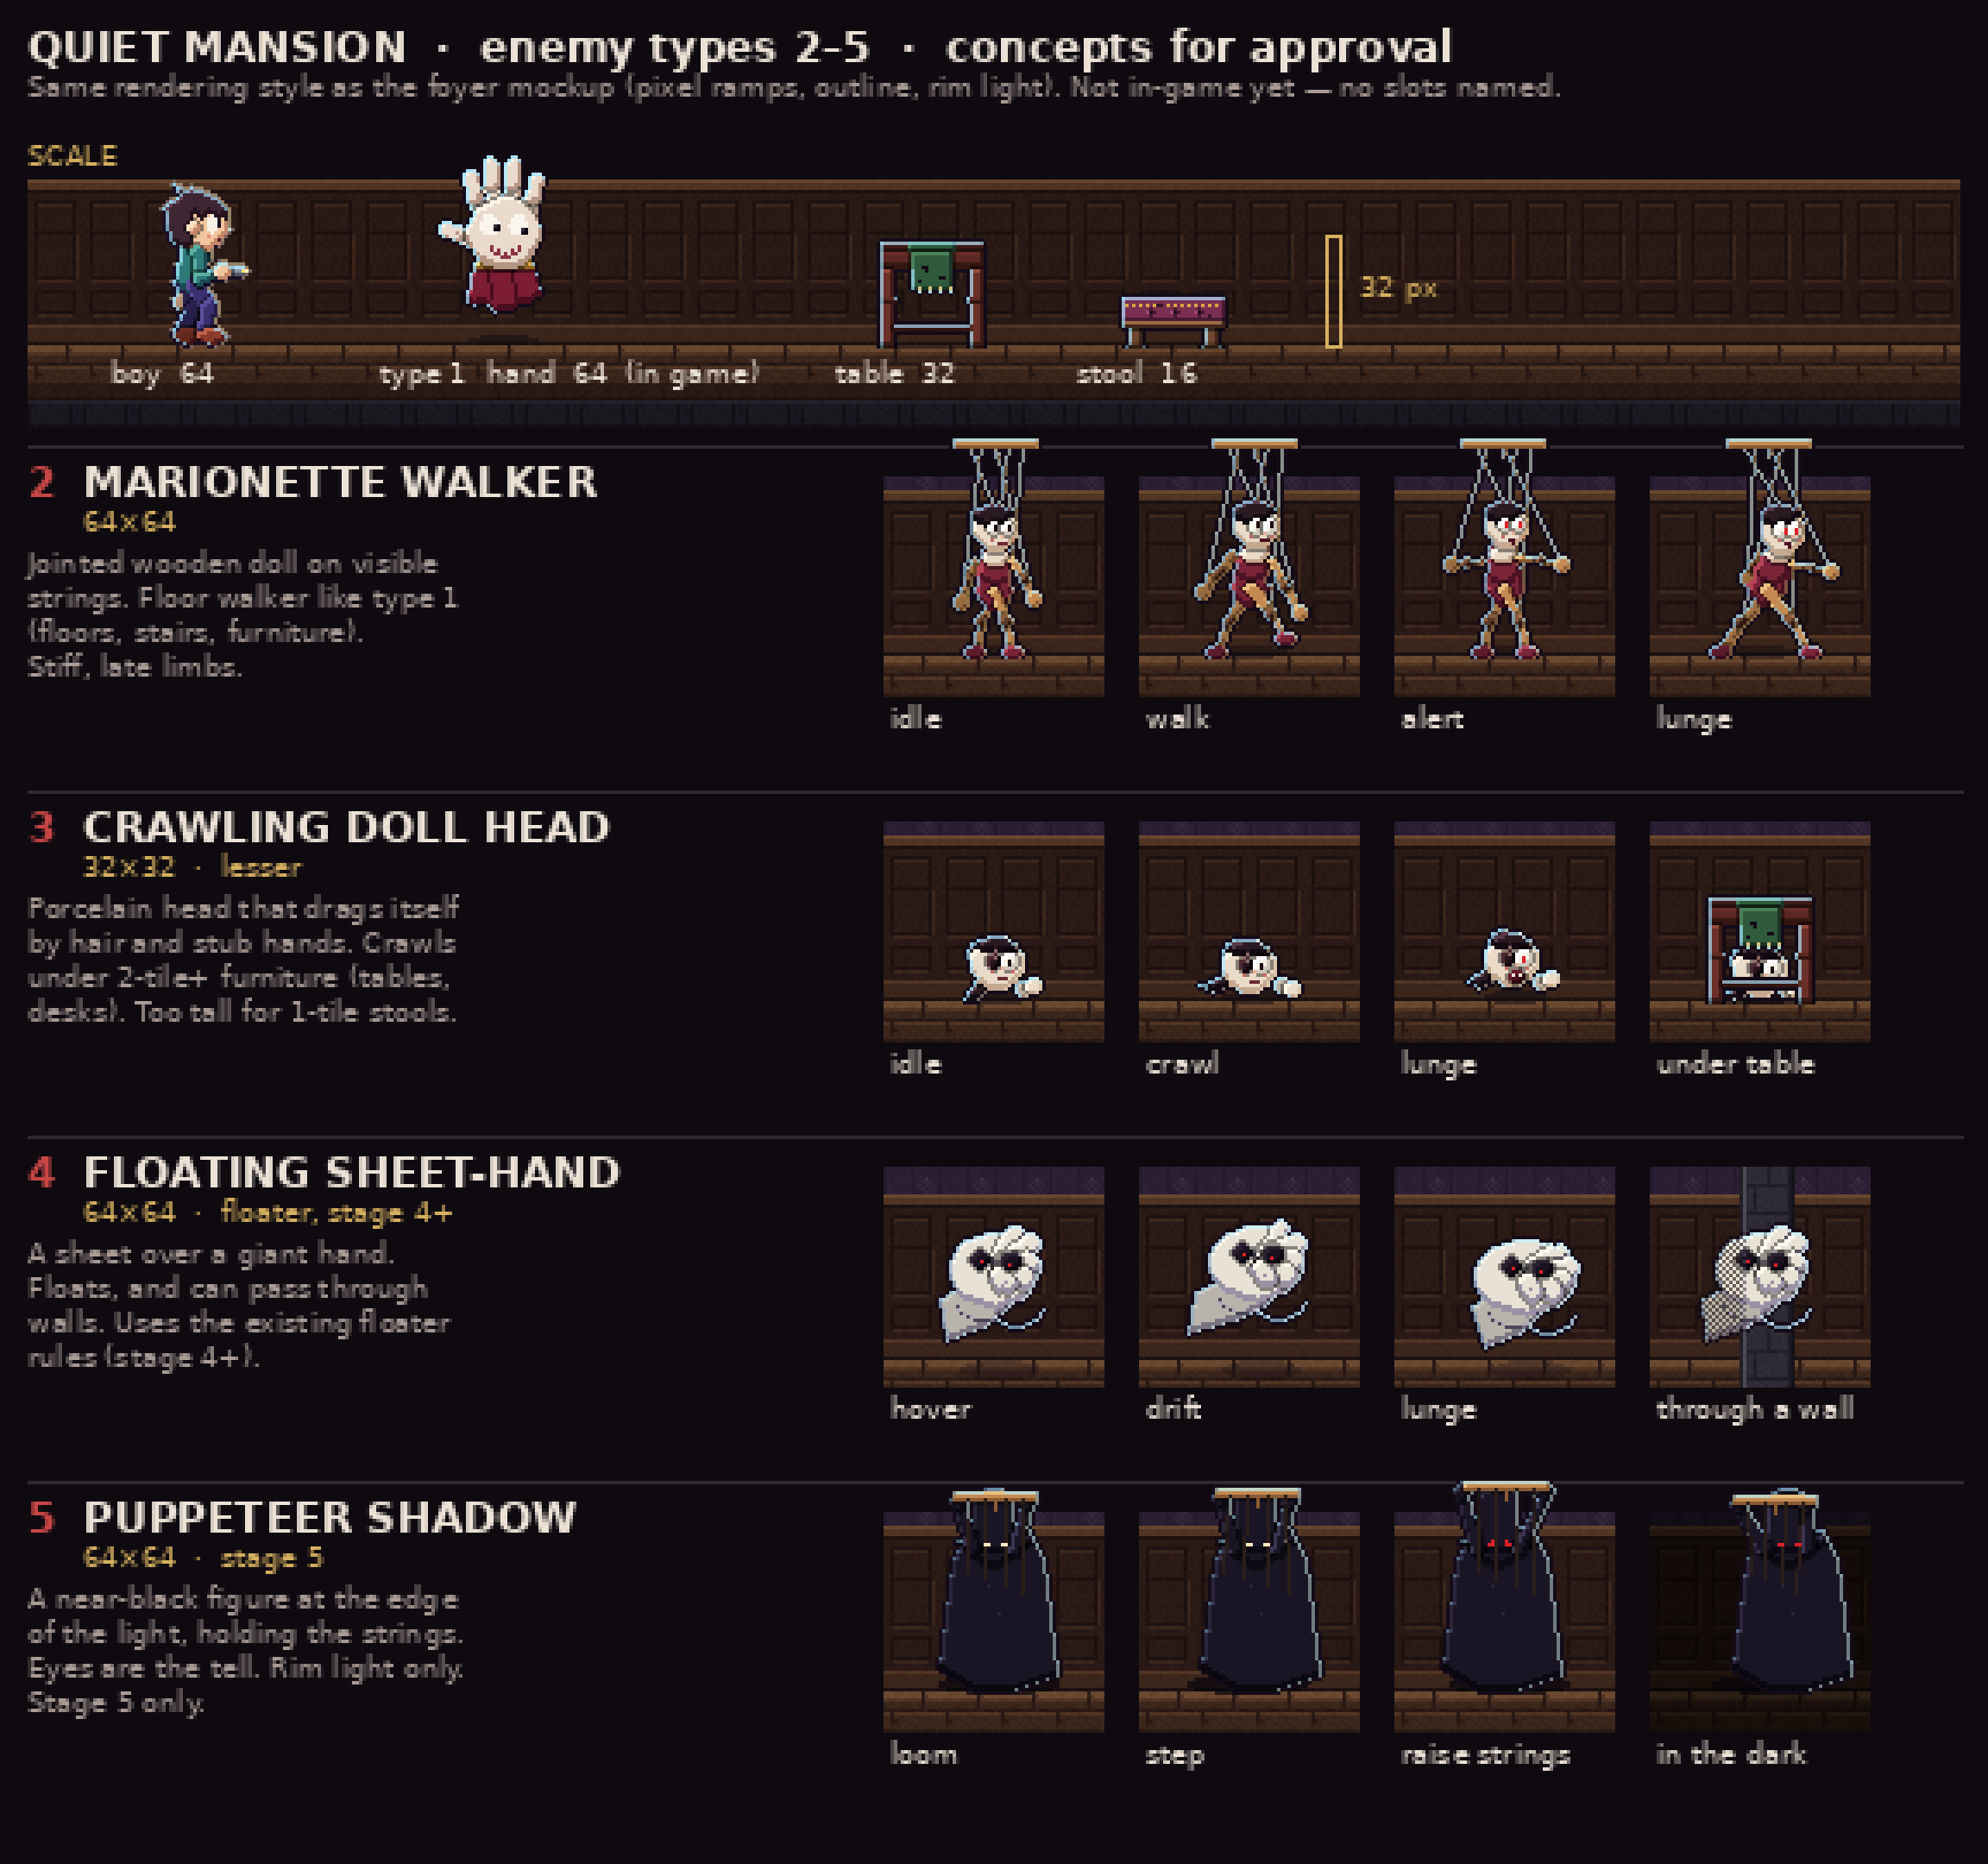 QUIET MANSION · enemy types 2–5 · concepts for approval
Same rendering style as the foyer mockup (pixel ramps, outline, rim light). Not in-game yet — no slots named.
SCALE
32 px
boy 64
type 1 hand 64 (in game)
table 32
stool 16
2 MARIONETTE WALKER
64×64
Jointed wooden doll on visible
strings. Floor walker like type 1
(floors, stairs, furniture).
Stiff, late limbs.
idle
walk
alert
lunge
3 CRAWLING DOLL HEAD
32×32 · lesser
Porcelain head that drags itself
by hair and stub hands. Crawls
under 2-tile+ furniture (tables,
desks). Too tall for 1-tile stools.
idle
crawl
lunge
under table
4 FLOATING SHEET-HAND
64×64 · floater, stage 4+
A sheet over a giant hand.
Floats, and can pass through
walls. Uses the existing floater
rules (stage 4+).
hover
drift
lunge
through a wall
5 PUPPETEER SHADOW
64×64 · stage 5
A near-black figure at the edge
of the light, holding the strings.
Eyes are the tell. Rim light only.
Stage 5 only.
loom
step
raise strings
in the dark